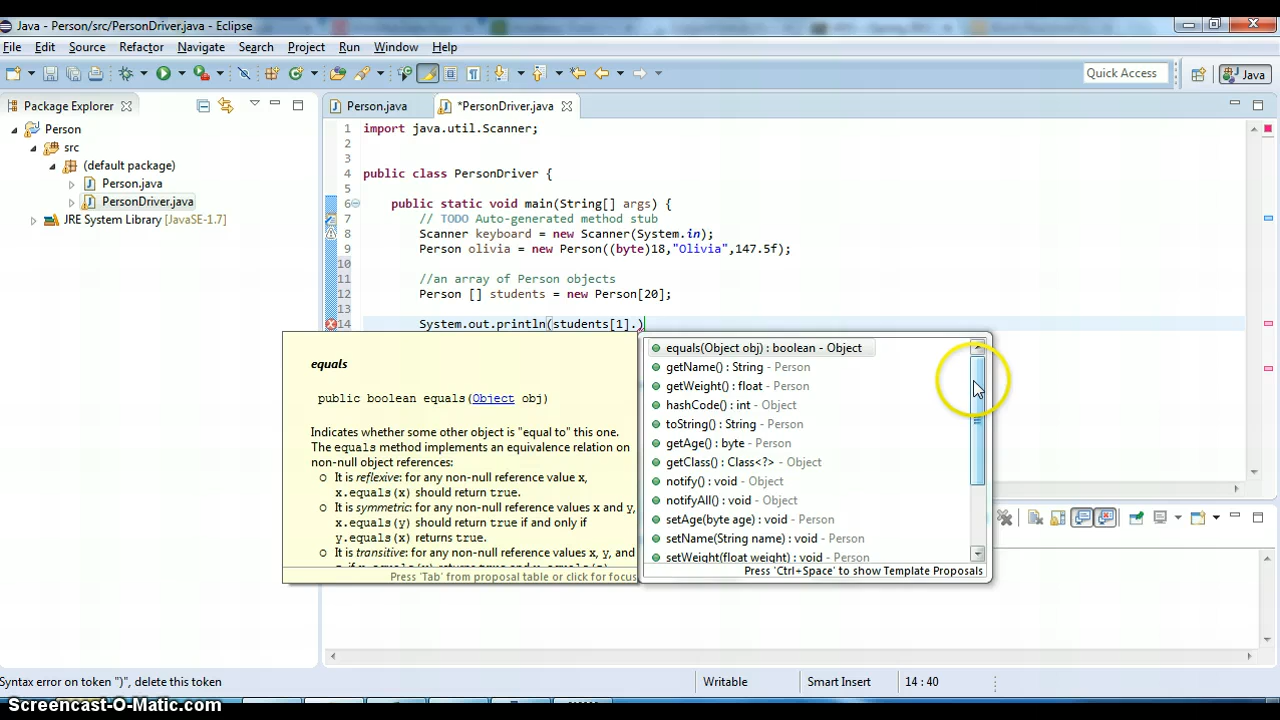 Java - Person/src/PersonDriver.java - Eclipse
File Edit Source Refactor Navigate Search Project Run Window Help
Quick Access
Java
Package Explorer
Person.java
*PersonDriver.java
Person
src
(default package)
Person.java
PersonDriver.java
JRE System Library [JavaSE-1.7]
1 import java.util.Scanner;
2
3
4 public class PersonDriver {
5
6 public static void main(String[] args) {
7 // TODO Auto-generated method stub
8 Scanner keyboard = new Scanner(System.in);
9 Person olivia = new Person((byte)18,"Olivia",147.5f);
10
11 //an array of Person objects
12 Person [] students = new Person[20];
13
14 System.out.println(students[1].)
equals
public boolean equals(Object obj)
Indicates whether some other object is "equal to" this one.
The equals method implements an equivalence relation on
non-null object references:
It is reflexive: for any non-null reference value x,
x.equals(x) should return true.
It is symmetric: for any non-null reference values x and y,
x.equals(y) should return true if and only if
y.equals(x) returns true.
It is transitive: for any non-null reference values x, y, and
Press 'Tab' from proposal table or click for focus
equals(Object obj) : boolean - Object
getName() : String - Person
getWeight() : float - Person
hashCode() : int - Object
toString() : String - Person
getAge() : byte - Person
getClass() : Class<?> - Object
notify() : void - Object
notifyAll() : void - Object
setAge(byte age) : void - Person
setName(String name) : void - Person
setWeight(float weight) : void - Person
Press 'Ctrl+Space' to show Template Proposals
Syntax error on token ")", delete this token
Writable
Smart Insert
14 : 40
Screencast-O-Matic.com